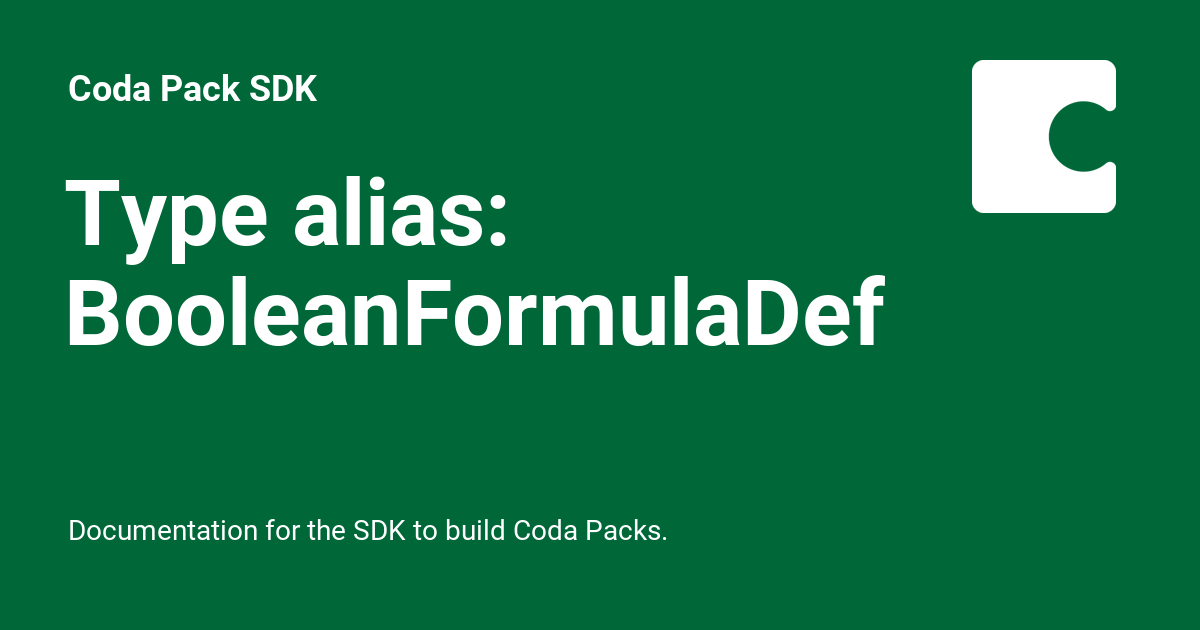 Coda Pack SDK
Type alias:
BooleanFormulaDef
Documentation for the SDK to build Coda Packs.